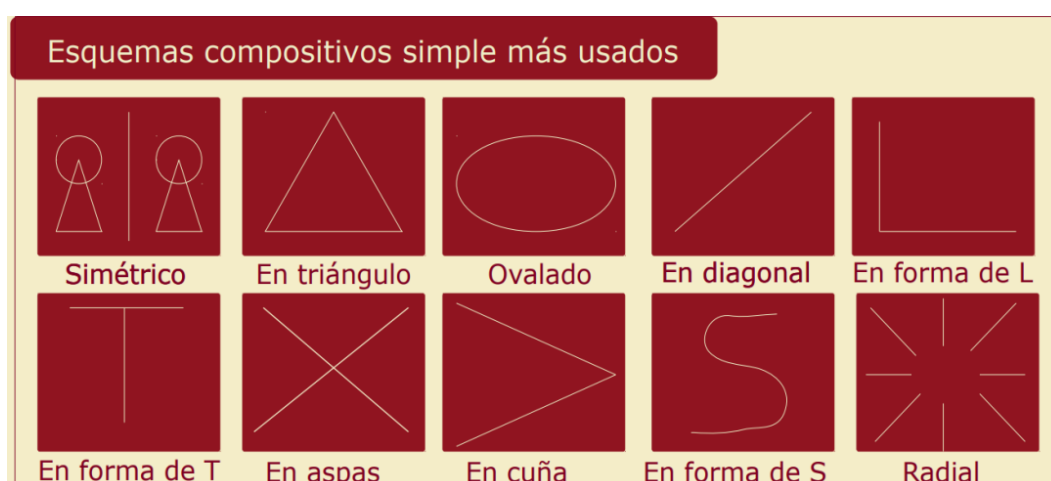 Esquemas compositivos simple más usados
Simétrico En triángulo Ovalado En diagonal En forma de L
En forma de T En aspas En cuña En forma de S Radial